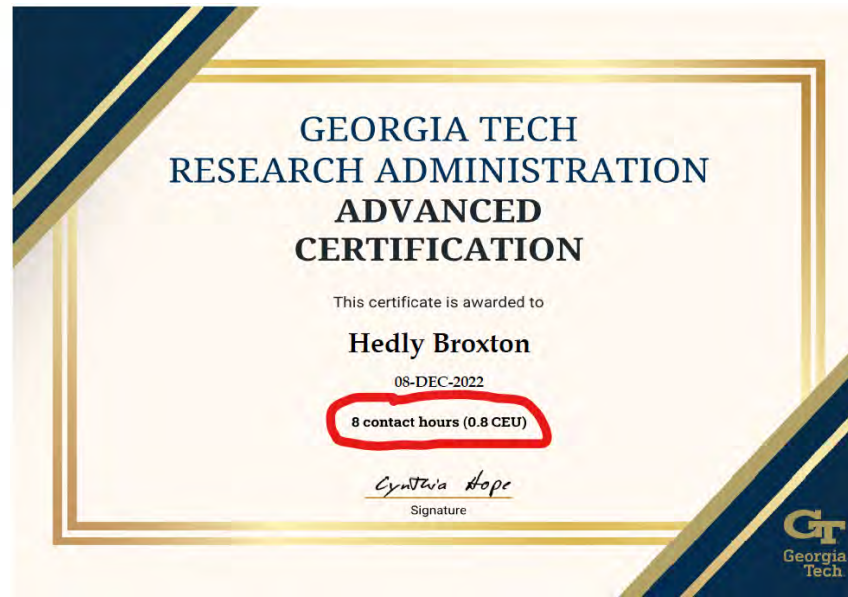 GEORGIA TECH
RESEARCH ADMINISTRATION
ADVANCED
CERTIFICATION
This certificate is awarded to
Hedly Broxton
08-DEC-2022
8 contact hours (0.8 CEU)
Cynthia Hope
Signature
GT
Georgia
Tech